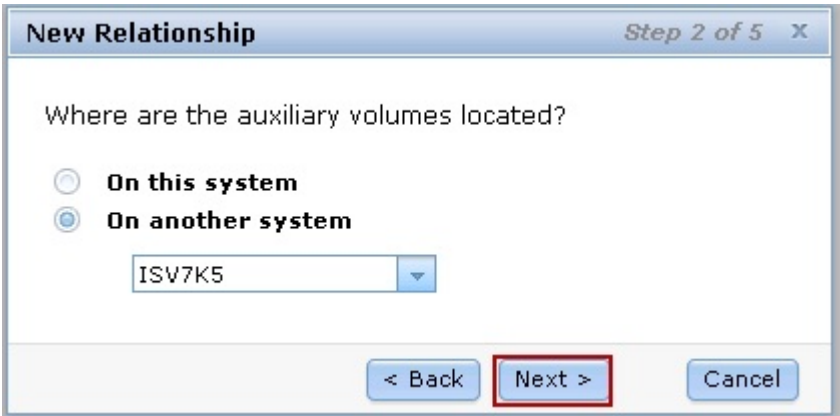 New Relationship Step 2 of 5 X
Where are the auxiliary volumes located?
On this system
On another system
ISV7K5
< Back Next > Cancel